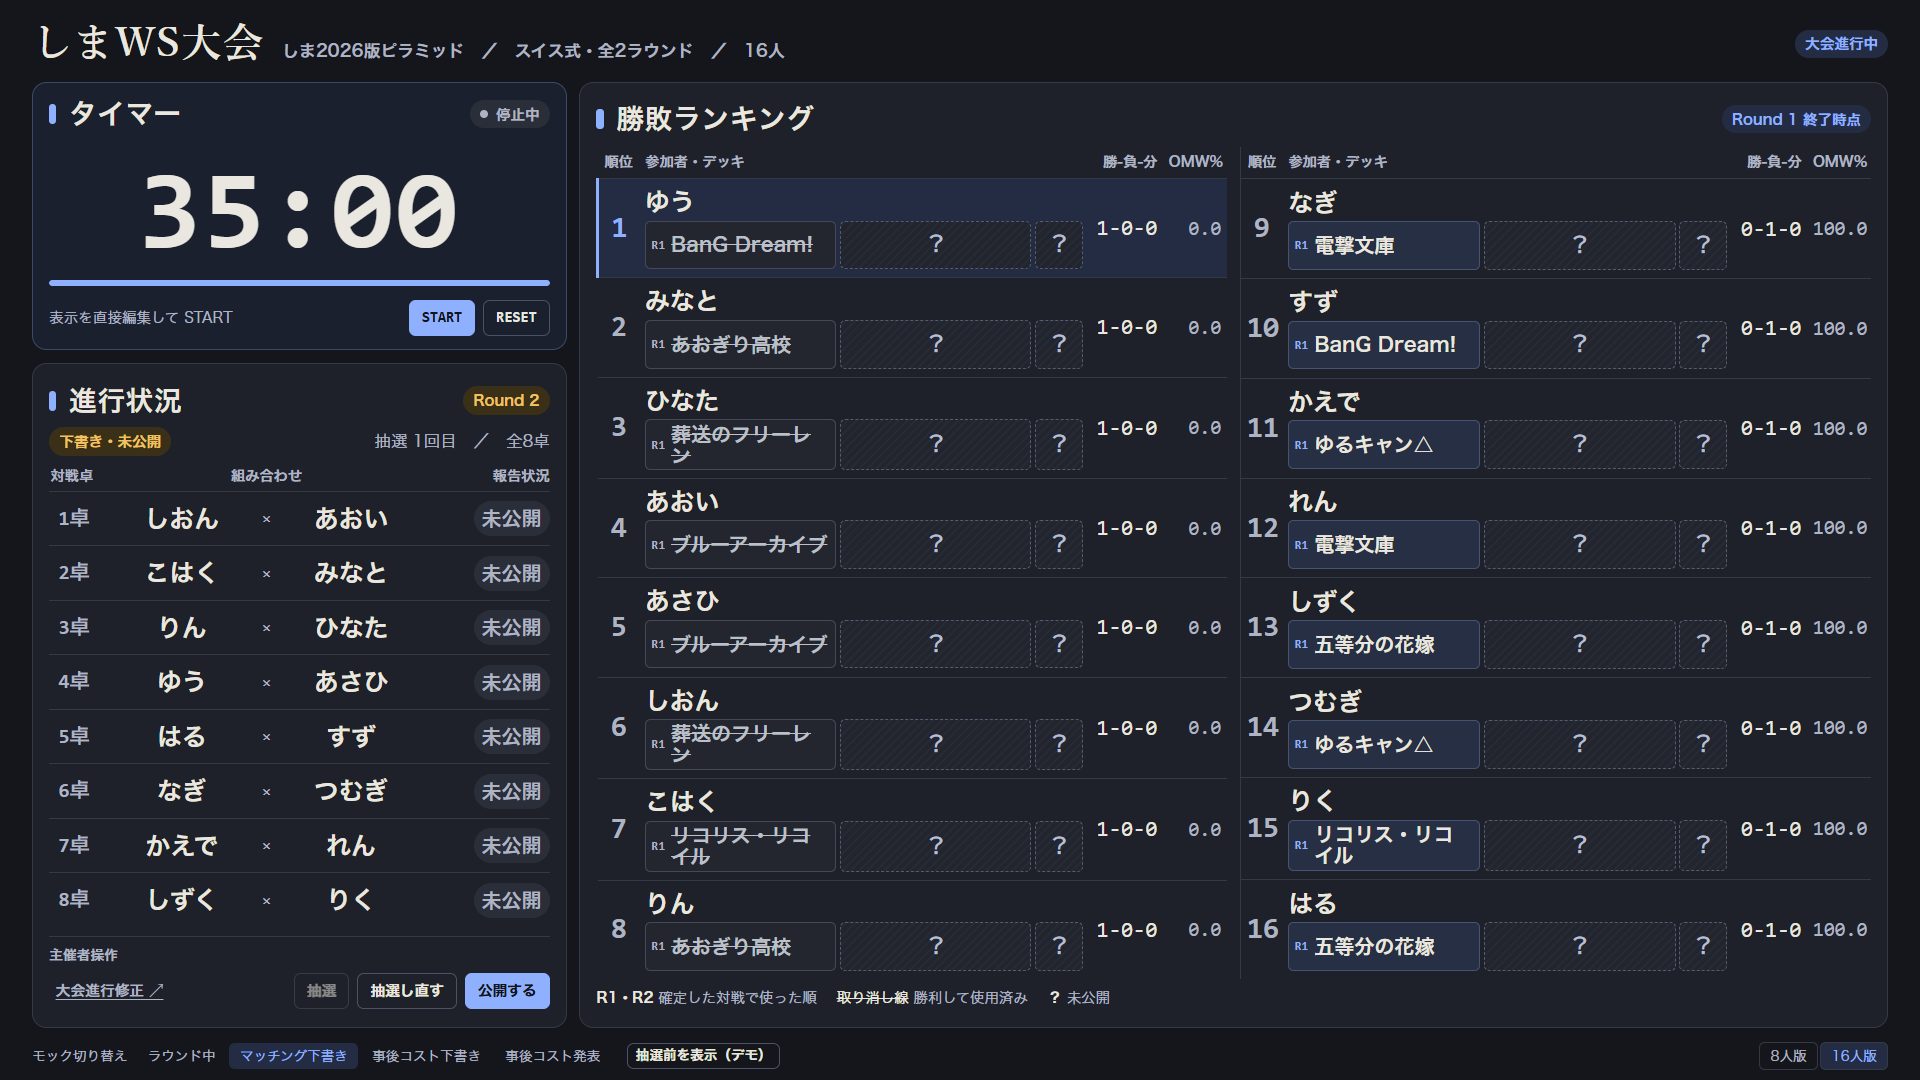 しまWS大会 しま2026版ピラミッド ／ スイス式・全2ラウンド ／ 16人
大会進行中
タイマー
停止中
35:00
表示を直接編集して START
START RESET
進行状況
Round 2
下書き・未公開
抽選 1回目 ／ 全8卓
対戦卓 組み合わせ 報告状況
1卓 しおん × あおい 未公開
2卓 こはく × みなと 未公開
3卓 りん × ひなた 未公開
4卓 ゆう × あさひ 未公開
5卓 はる × すず 未公開
6卓 なぎ × つむぎ 未公開
7卓 かえで × れん 未公開
8卓 しずく × りく 未公開
主催者操作
大会進行修正 ↗ 抽選 抽選し直す 公開する
勝敗ランキング
Round 1 終了時点
順位 参加者・デッキ 勝-負-分 OMW%
ゆう
1 R1 BanG Dream! ? ? 1-0-0 0.0
みなと
2 R1 あおぎり高校 ? ? 1-0-0 0.0
ひなた
3 R1 葬送のフリーレ
ン ? ? 1-0-0 0.0
あおい
4 R1 ブルーアーカイブ ? ? 1-0-0 0.0
あさひ
5 R1 ブルーアーカイブ ? ? 1-0-0 0.0
しおん
6 R1 葬送のフリーレ
ン ? ? 1-0-0 0.0
こはく
7 R1 リコリス・リコ
イル ? ? 1-0-0 0.0
りん
8 R1 あおぎり高校 ? ? 1-0-0 0.0
順位 参加者・デッキ 勝-負-分 OMW%
なぎ
9 R1 電撃文庫 ? ? 0-1-0 100.0
すず
10 R1 BanG Dream! ? ? 0-1-0 100.0
かえで
11 R1 ゆるキャン△ ? ? 0-1-0 100.0
れん
12 R1 電撃文庫 ? ? 0-1-0 100.0
しずく
13 R1 五等分の花嫁 ? ? 0-1-0 100.0
つむぎ
14 R1 ゆるキャン△ ? ? 0-1-0 100.0
りく
15 R1 リコリス・リコ
イル ? ? 0-1-0 100.0
はる
16 R1 五等分の花嫁 ? ? 0-1-0 100.0
R1・R2 確定した対戦で使った順 取り消し線 勝利して使用済み ? 未公開
モック切り替え ラウンド中 マッチング下書き 事後コスト下書き 事後コスト発表 抽選前を表示（デモ）
8人版 16人版